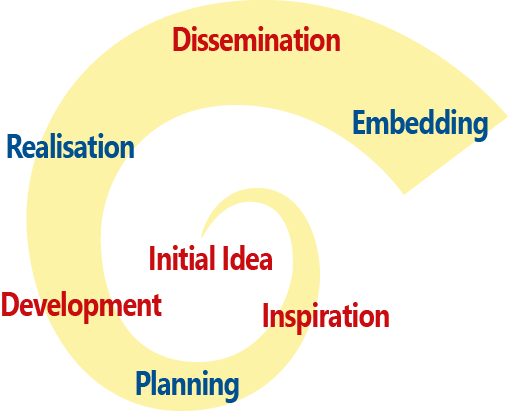 Dissemination
Embedding
Realisation
Initial Idea
Development
Inspiration
Planning